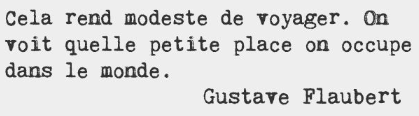 Cela rend modeste de voyager. On
voit quelle petite place on occupe
dans le monde.
Gustave Flaubert